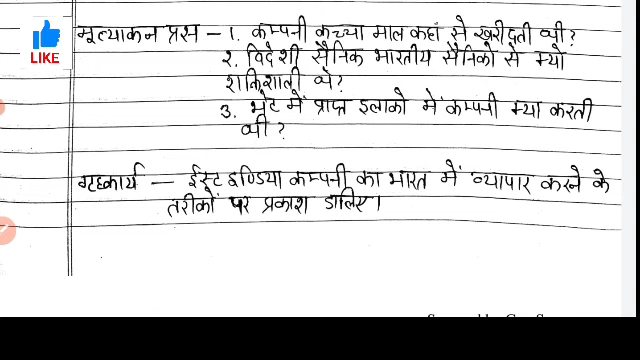 LIKE
मूल्याकन प्रस - 1. कम्पनी कच्चा माल कहां से खरीदती थी?
2. विदेशी सैनिक भारतीय सैनिको से क्यो
शक्तिशाली थे?
3. भेट में प्राप्त इलाको में कम्पनी क्या करती
थी?
गृहकार्य - ईस्ट इण्डिया कम्पनी का भारत में व्यापार करने के
तरीकों पर प्रकाश डालिए।